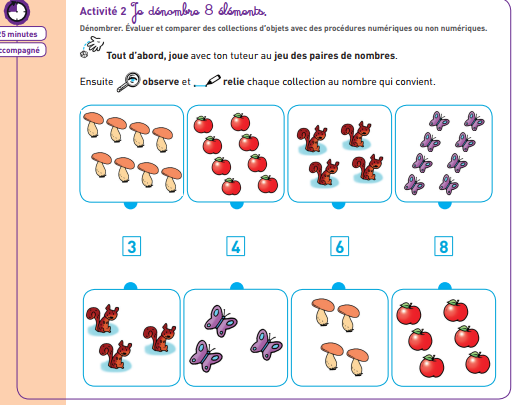 Activité 2 Je dénombre 8 éléments.
25 minutes
Dénombrer. Évaluer et comparer des collections d'objets avec des procédures numériques ou non numériques.
ccompagné
Tout d'abord, joue avec ton tuteur au jeu des paires de nombres.
Ensuite observe et relie chaque collection au nombre qui convient.
3 4 6 8